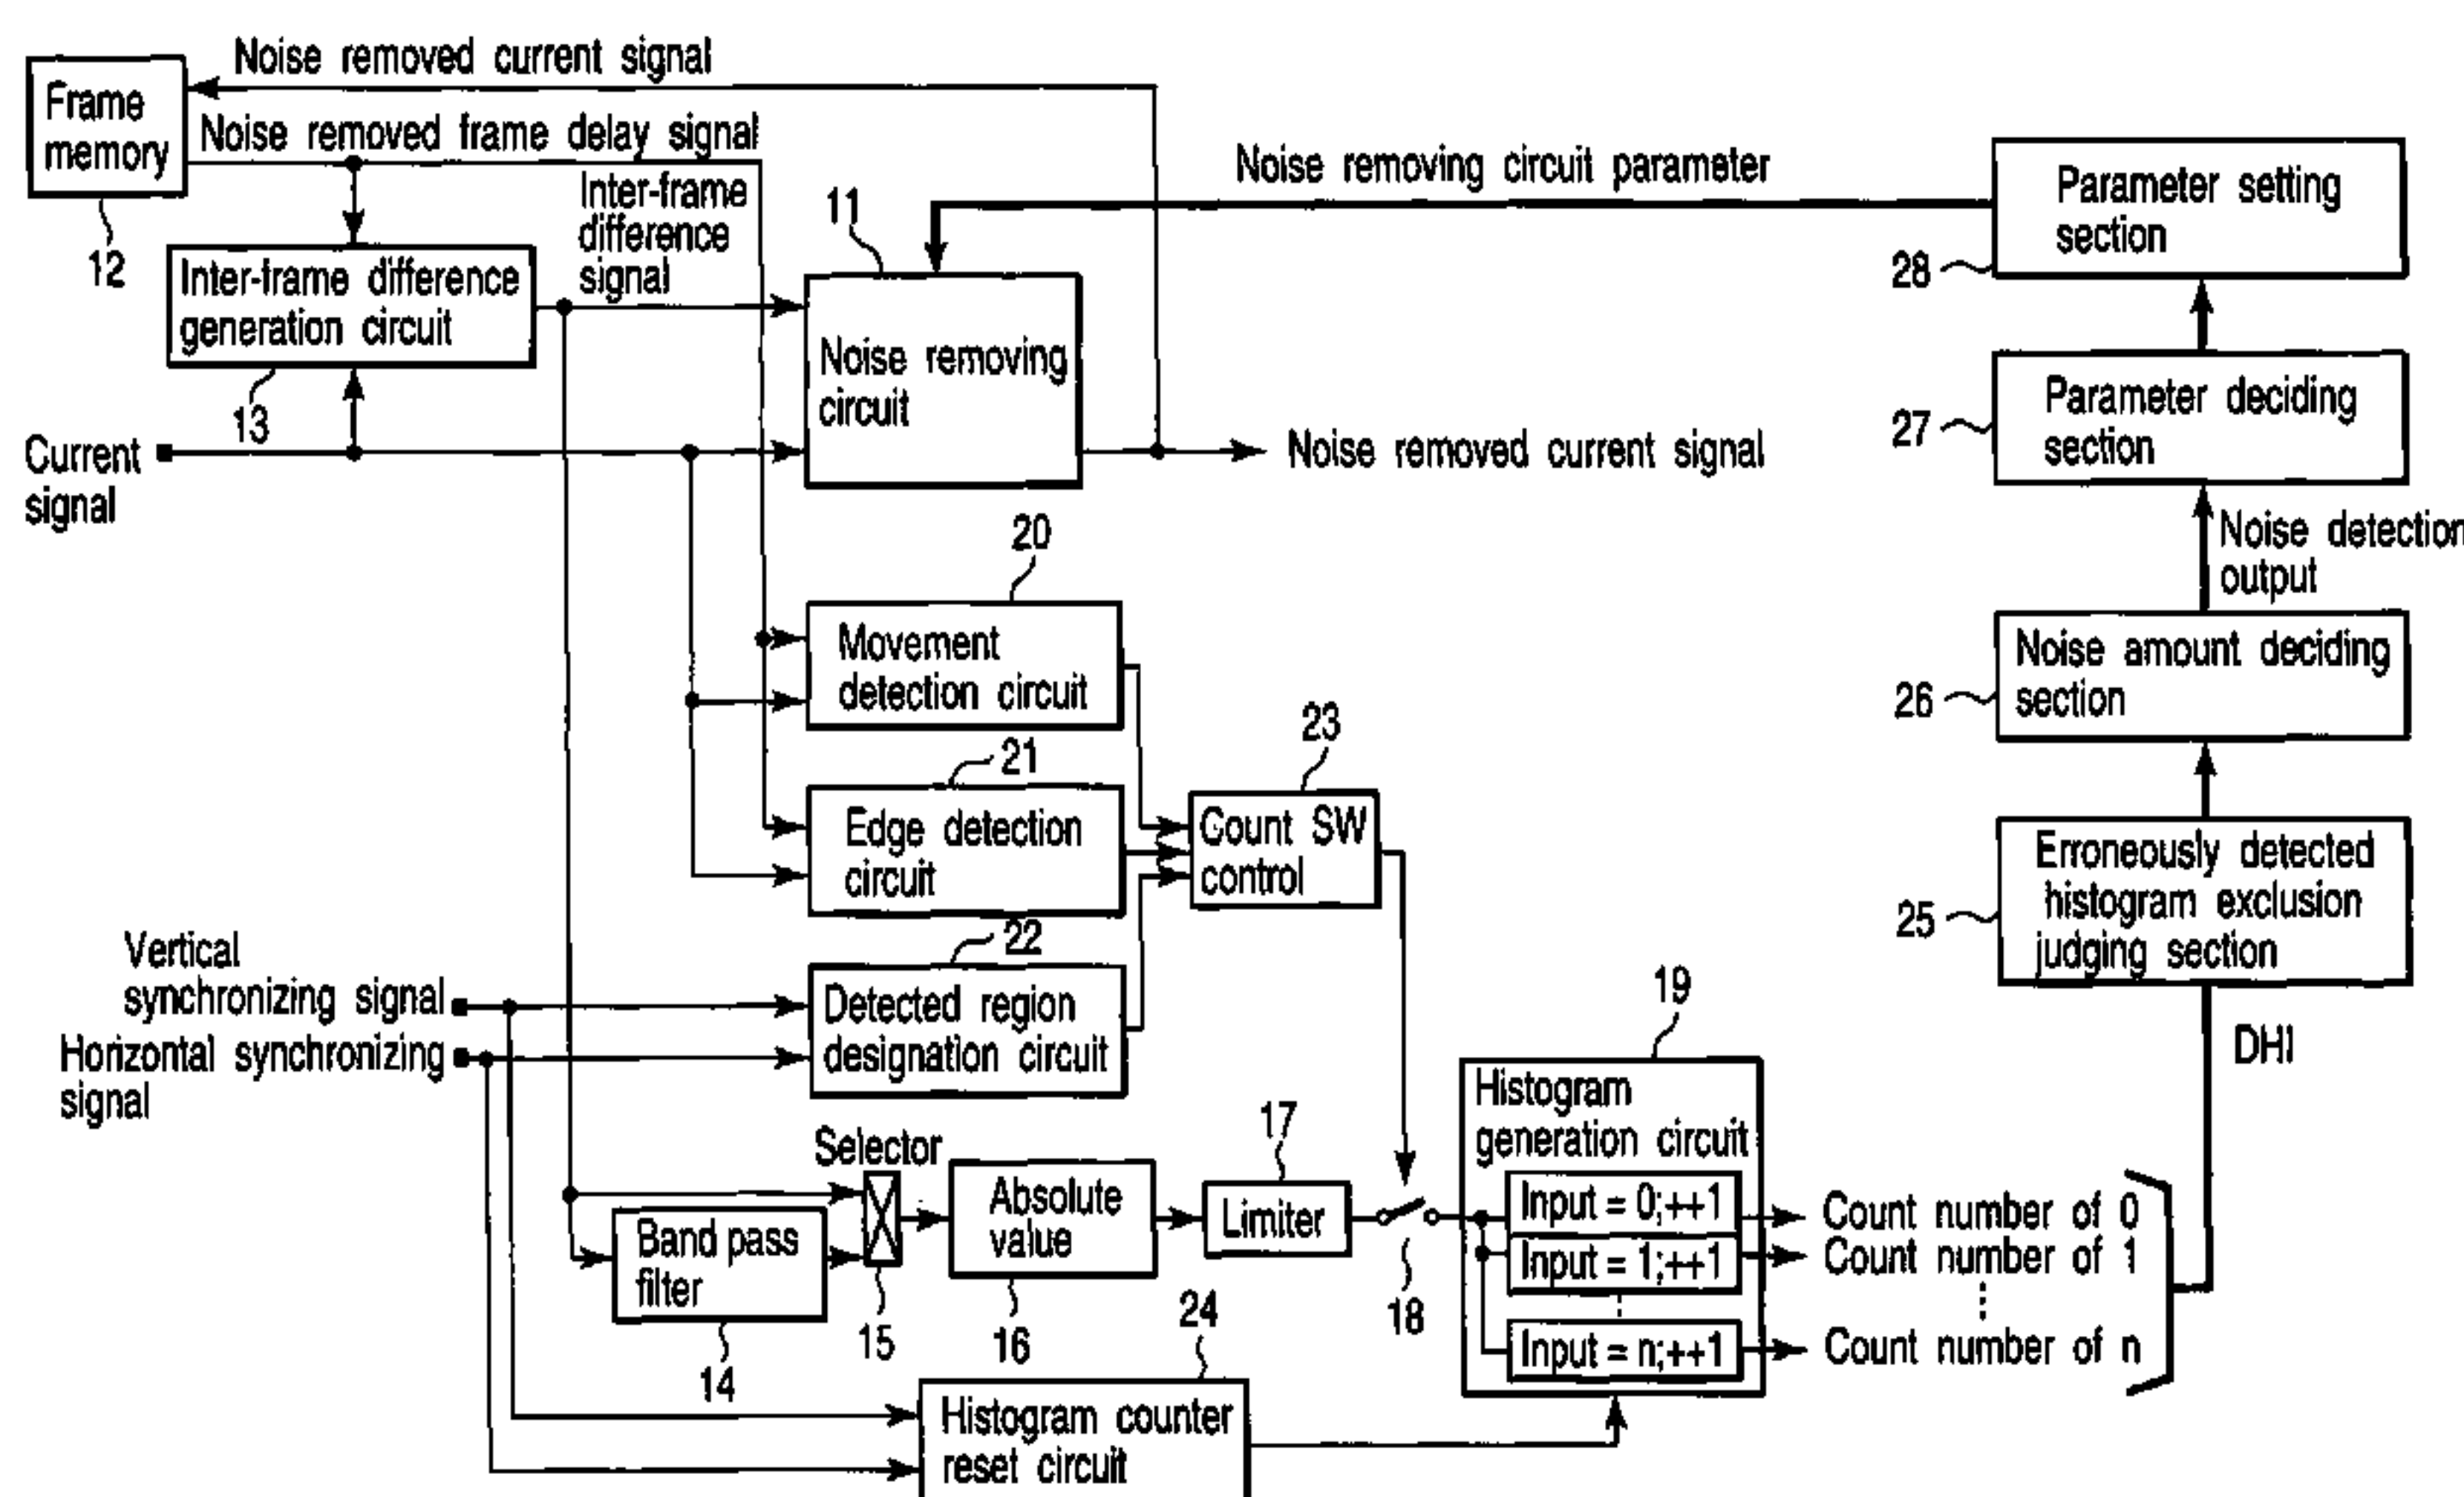 Noise removed current signal
Frame
memory
Noise removed frame delay signal
12
Inter-frame
difference
signal
Inter-frame difference
generation circuit
13
11
Noise removing
circuit
Noise removing circuit parameter
Parameter setting
section
28
Current
signal
Noise removed current signal
Parameter deciding
section
27
Noise detection
output
20
Movement
detection circuit
Noise amount deciding
section
26
21
Edge detection
circuit
23
Count SW
control
Erroneously detected
histogram exclusion
judging section
25
22
Vertical
synchronizing signal
Horizontal synchronizing
signal
Detected region
designation circuit
DHI
19
Histogram
generation circuit
Input = 0;++1
Input = 1;++1
Input = n;++1
Count number of 0
Count number of 1
Count number of n
Selector
15
Band pass
filter
14
Absolute
value
16
17
Limiter
18
24
Histogram counter
reset circuit